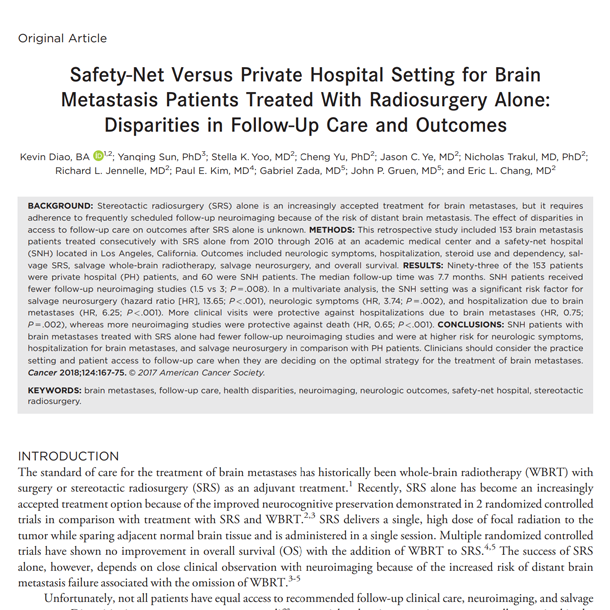 Original Article
Safety-Net Versus Private Hospital Setting for Brain
Metastasis Patients Treated With Radiosurgery Alone:
Disparities in Follow-Up Care and Outcomes
Kevin Diao, BA iD 1,2; Yanqing Sun, PhD3; Stella K. Yoo, MD2; Cheng Yu, PhD2; Jason C. Ye, MD2; Nicholas Trakul, MD, PhD2;
Richard L. Jennelle, MD2; Paul E. Kim, MD4; Gabriel Zada, MD5; John P. Gruen, MD5; and Eric L. Chang, MD2
BACKGROUND: Stereotactic radiosurgery (SRS) alone is an increasingly accepted treatment for brain metastases, but it requires
adherence to frequently scheduled follow-up neuroimaging because of the risk of distant brain metastasis. The effect of disparities in
access to follow-up care on outcomes after SRS alone is unknown. METHODS: This retrospective study included 153 brain metastasis
patients treated consecutively with SRS alone from 2010 through 2016 at an academic medical center and a safety-net hospital
(SNH) located in Los Angeles, California. Outcomes included neurologic symptoms, hospitalization, steroid use and dependency, sal-
vage SRS, salvage whole-brain radiotherapy, salvage neurosurgery, and overall survival. RESULTS: Ninety-three of the 153 patients
were private hospital (PH) patients, and 60 were SNH patients. The median follow-up time was 7.7 months. SNH patients received
fewer follow-up neuroimaging studies (1.5 vs 3; P=.008). In a multivariate analysis, the SNH setting was a significant risk factor for
salvage neurosurgery (hazard ratio [HR], 13.65; P<.001), neurologic symptoms (HR, 3.74; P=.002), and hospitalization due to brain
metastases (HR, 6.25; P<.001). More clinical visits were protective against hospitalizations due to brain metastases (HR, 0.75;
P=.002), whereas more neuroimaging studies were protective against death (HR, 0.65; P<.001). CONCLUSIONS: SNH patients with
brain metastases treated with SRS alone had fewer follow-up neuroimaging studies and were at higher risk for neurologic symptoms,
hospitalization for brain metastases, and salvage neurosurgery in comparison with PH patients. Clinicians should consider the practice
setting and patient access to follow-up care when they are deciding on the optimal strategy for the treatment of brain metastases.
Cancer 2018;124:167-75. © 2017 American Cancer Society.
KEYWORDS: brain metastases, follow-up care, health disparities, neuroimaging, neurologic outcomes, safety-net hospital, stereotactic
radiosurgery.
INTRODUCTION
The standard of care for the treatment of brain metastases has historically been whole-brain radiotherapy (WBRT) with
surgery or stereotactic radiosurgery (SRS) as an adjuvant treatment.1 Recently, SRS alone has become an increasingly
accepted treatment option because of the improved neurocognitive preservation demonstrated in 2 randomized controlled
trials in comparison with treatment with SRS and WBRT.2,3 SRS delivers a single, high dose of focal radiation to the
tumor while sparing adjacent normal brain tissue and is administered in a single session. Multiple randomized controlled
trials have shown no improvement in overall survival (OS) with the addition of WBRT to SRS.4,5 The success of SRS
alone, however, depends on close clinical observation with neuroimaging because of the increased risk of distant brain
metastasis failure associated with the omission of WBRT.3-5
Unfortunately, not all patients have equal access to recommended follow-up clinical care, neuroimaging, and salvage